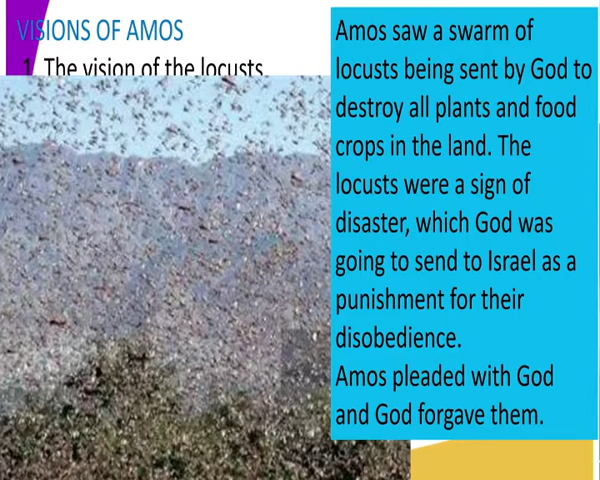 VISIONS OF AMOS
1. The vision of the locusts.
Amos saw a swarm of
locusts being sent by God to
destroy all plants and food
crops in the land. The
locusts were a sign of
disaster, which God was
going to send to Israel as a
punishment for their
disobedience.
Amos pleaded with God
and God forgave them.